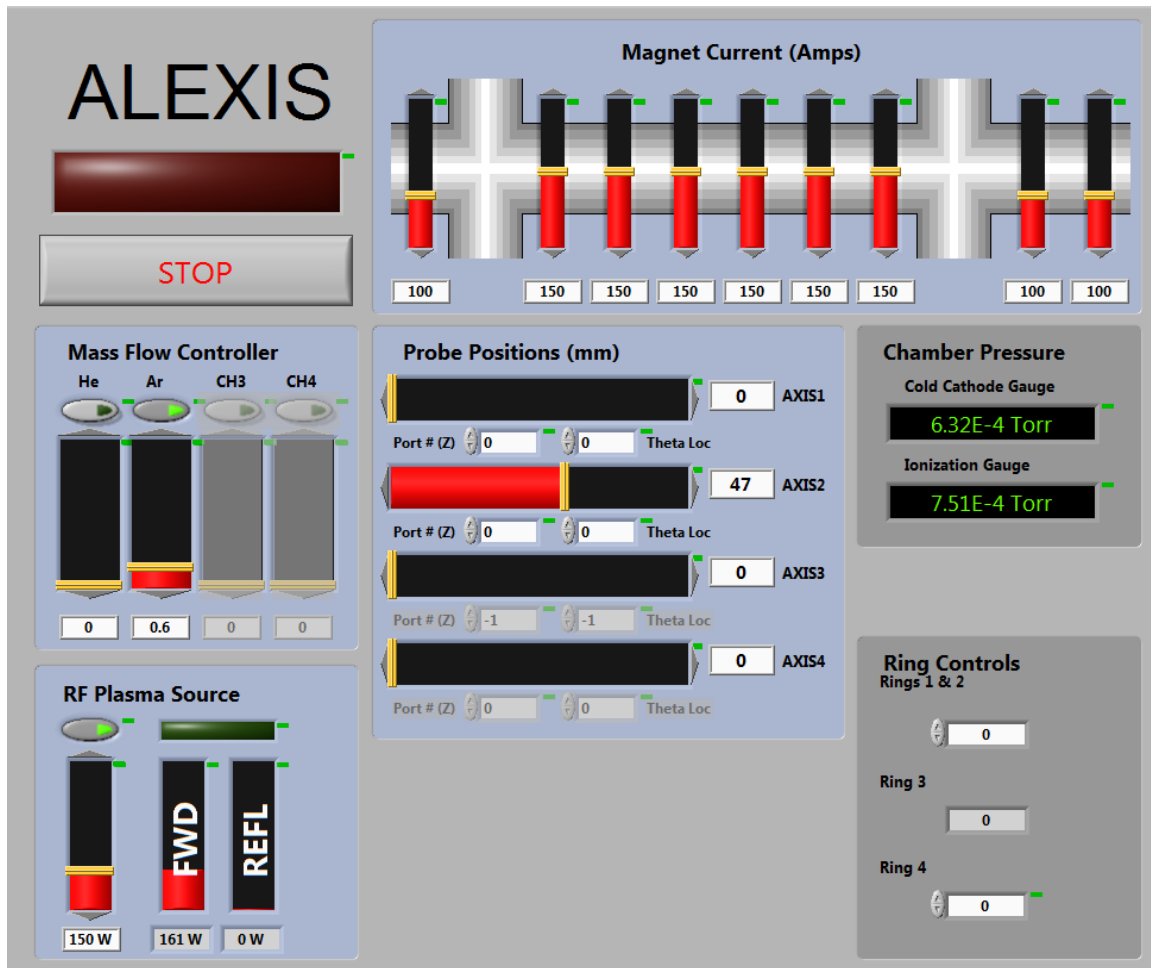 ALEXIS
STOP
Magnet Current (Amps)
100 150 150 150 150 150 150 100 100
Mass Flow Controller
He Ar CH3 CH4
0 0.6 0 0
RF Plasma Source
FWD REFL
150 W 161 W 0 W
Probe Positions (mm)
0 AXIS1
Port # (Z) 0 0 Theta Loc
47 AXIS2
Port # (Z) 0 0 Theta Loc
0 AXIS3
Port # (Z) -1 -1 Theta Loc
0 AXIS4
Port # (Z) 0 0 Theta Loc
Chamber Pressure
Cold Cathode Gauge
6.32E-4 Torr
Ionization Gauge
7.51E-4 Torr
Ring Controls
Rings 1 & 2
0
Ring 3
0
Ring 4
0